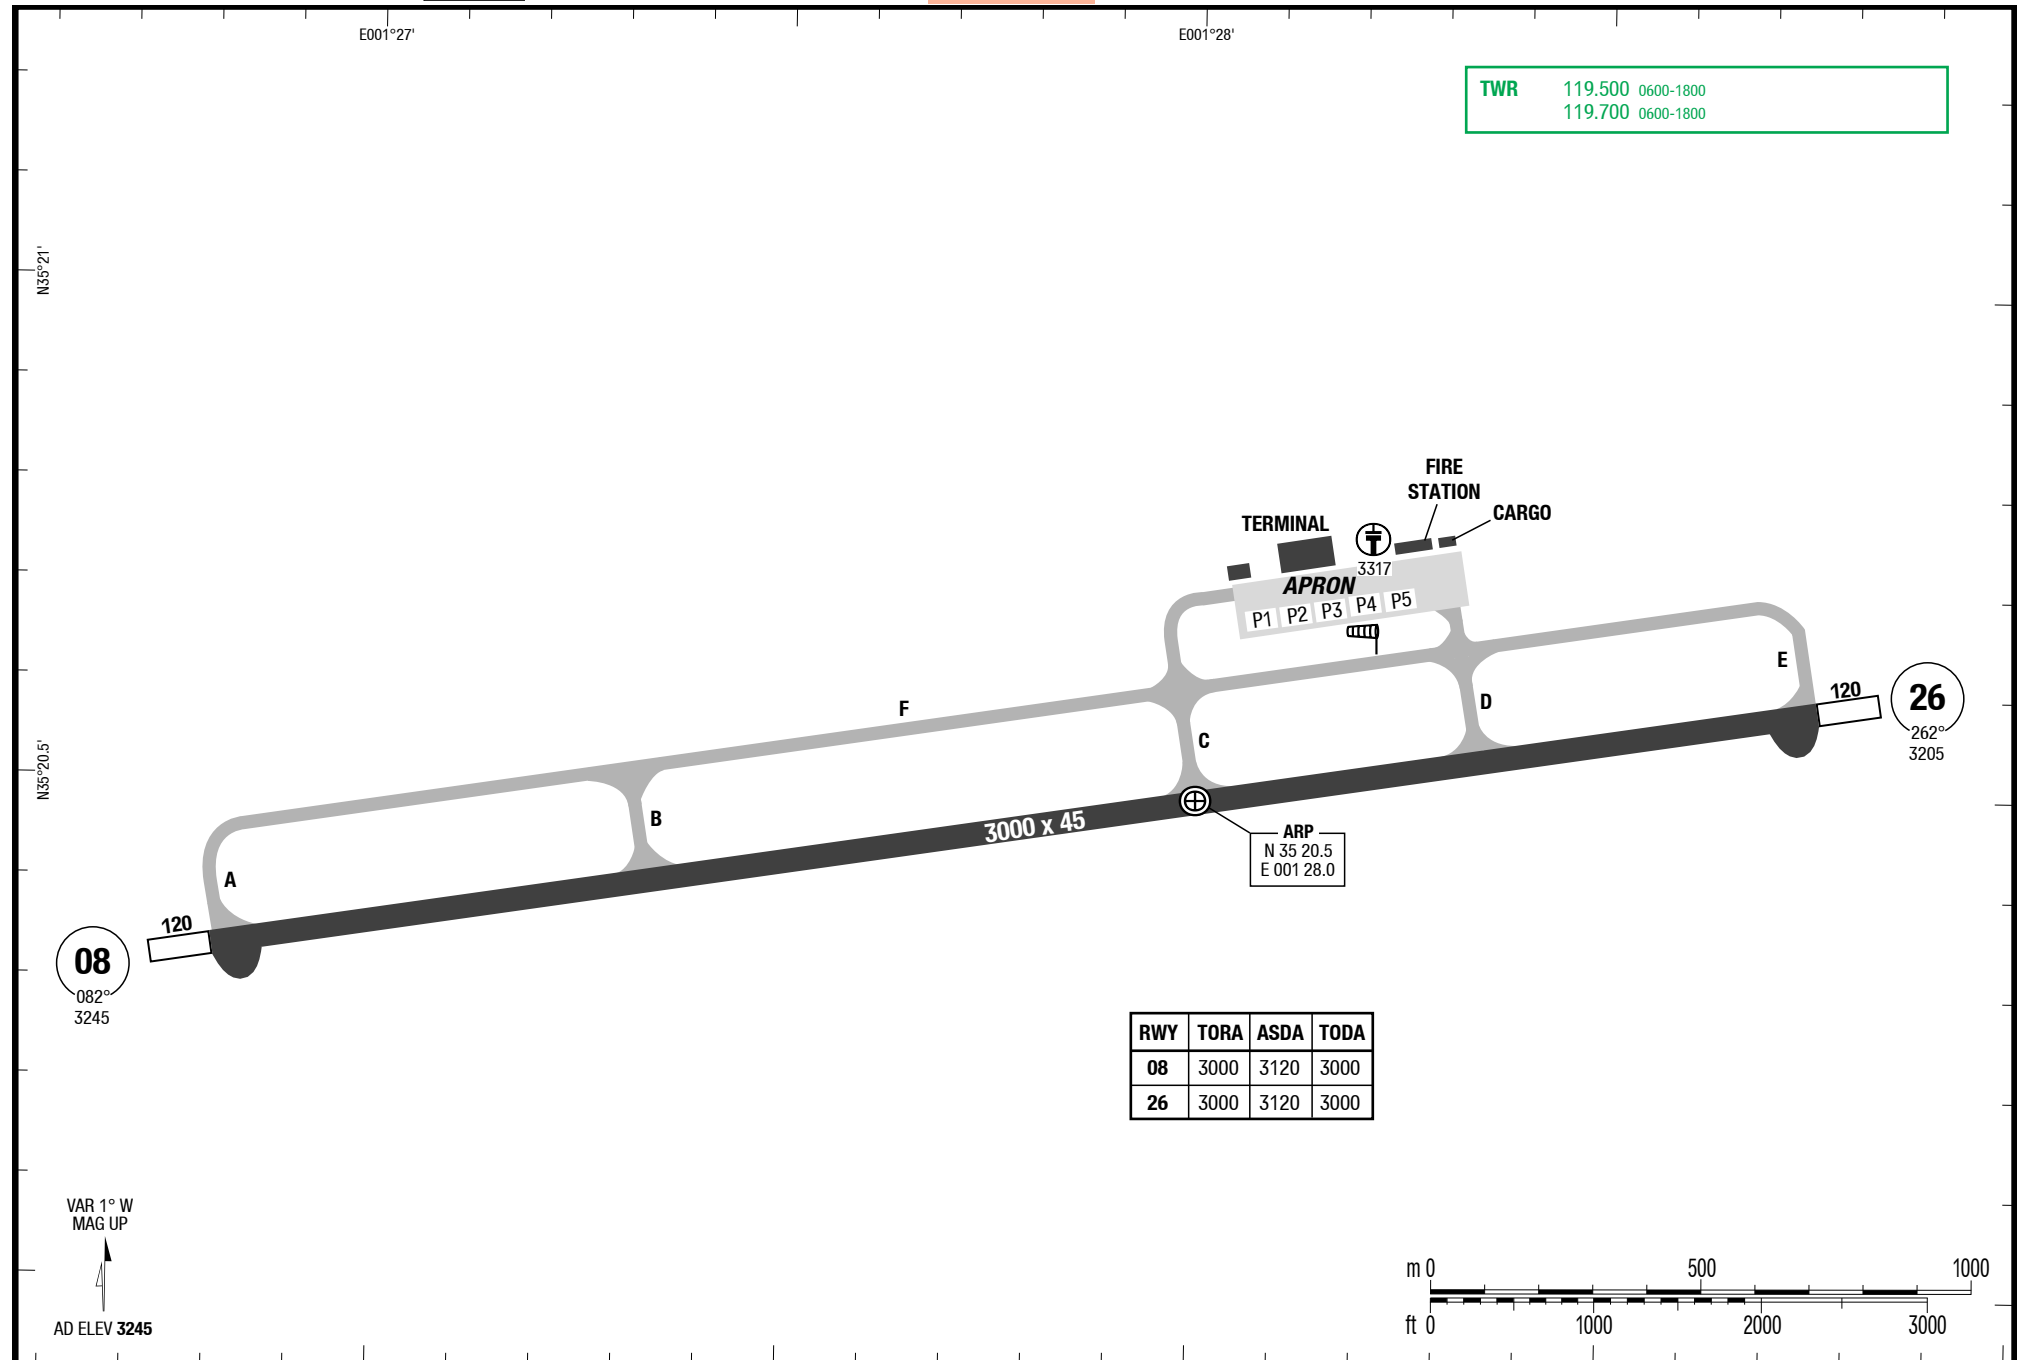 E001°27'
E001°28'
TWR 119.500 0600-1800
119.700 0600-1800
N35°21'
FIRE
STATION
CARGO
TERMINAL
3317
APRON
P1 P2 P3 P4 P5
E
120
26
262°
3205
D
F
C
N35°20.5'
B
3000 x 45
ARP
N 35 20.5
E 001 28.0
A
120
08
082°
3245
RWY TORA ASDA TODA
08 3000 3120 3000
26 3000 3120 3000
VAR 1° W
MAG UP
AD ELEV 3245
m 0 500 1000
ft 0 1000 2000 3000